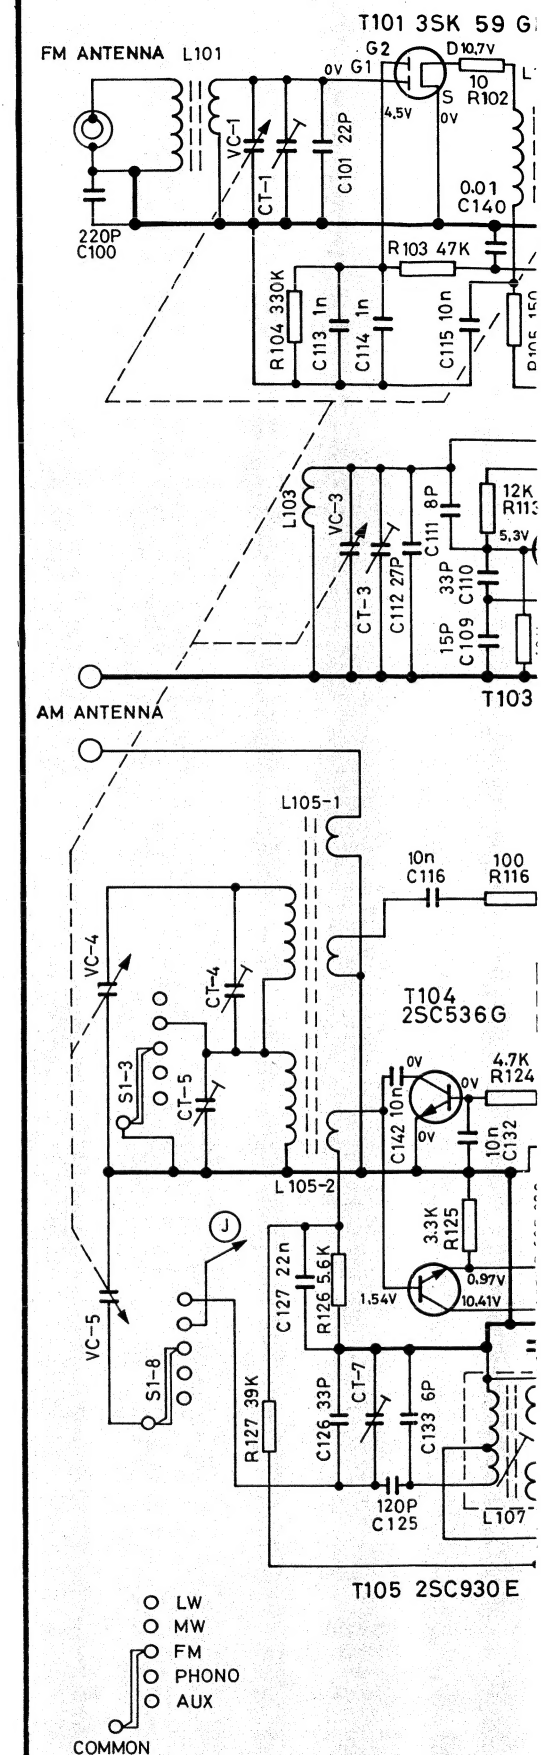 T101 3SK 59 G
FM ANTENNA
L101
G2
G1
0V
D
10,7V
10
R102
S
0V
4,5V
VC-1
CT-1
C101
22P
0.01
C140
220P
C100
R103 47K
R104 330K
C113 1n
C114 1n
C115 10n
R105 150
L103
VC-3
CT-3
C112 27P
C111 8P
12K
R113
5,3V
33P
C110
15P
C109
T103
AM ANTENNA
L105-1
10n
C116
100
R116
VC-4
CT-4
T104
2SC536G
S1-3
CT-5
0V
0V
4.7K
R124
C142 10n
0V
10n
C132
L105-2
J
3.3K
R125
C127 22n
R126 5.6K
0,97V
1,54V
10,41V
VC-5
S1-8
R127 39K
C126 33P
CT-7
C133 6P
120P
C125
L107
T105 2SC930E
LW
MW
FM
PHONO
AUX
COMMON